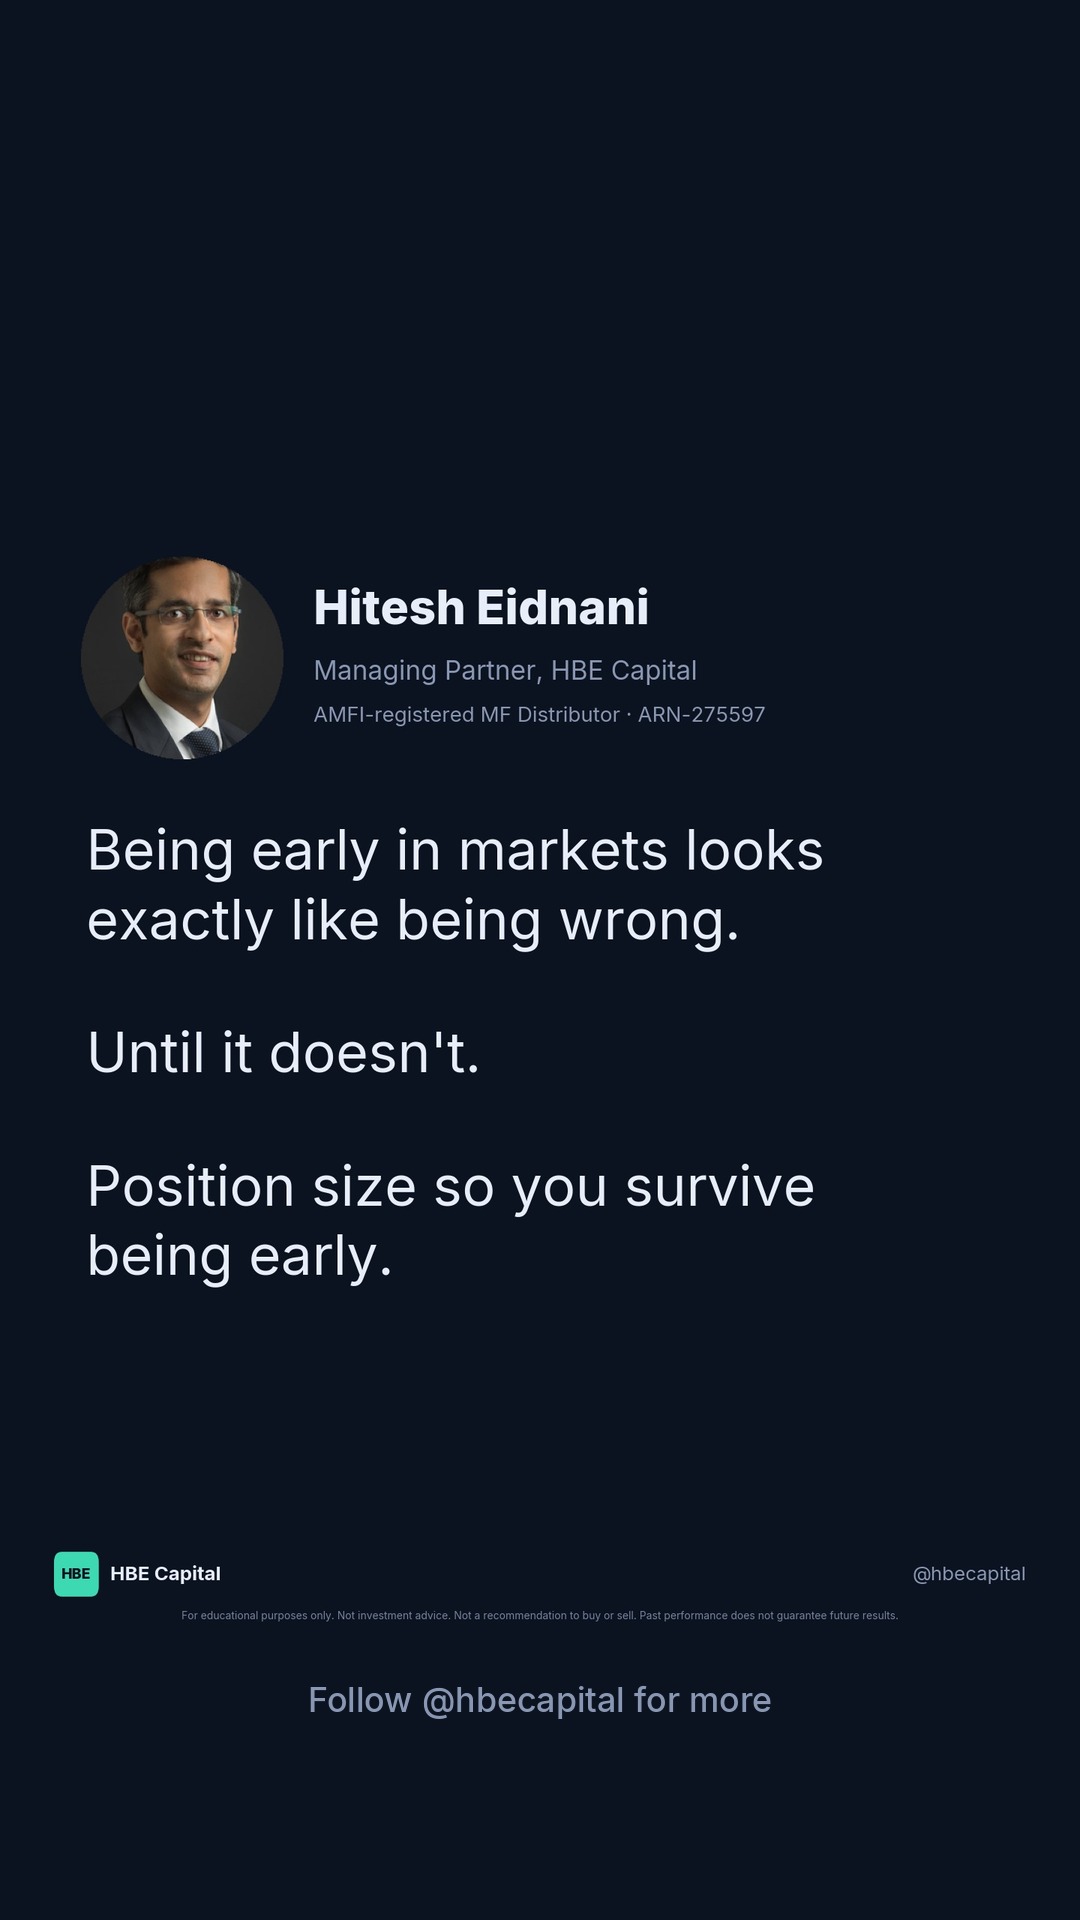 Hitesh Eidnani
Managing Partner, HBE Capital
AMFI-registered MF Distributor · ARN-275597
Being early in markets looks
exactly like being wrong.
Until it doesn't.
Position size so you survive
being early.
HBE HBE Capital @hbecapital
For educational purposes only. Not investment advice. Not a recommendation to buy or sell. Past performance does not guarantee future results.
Follow @hbecapital for more